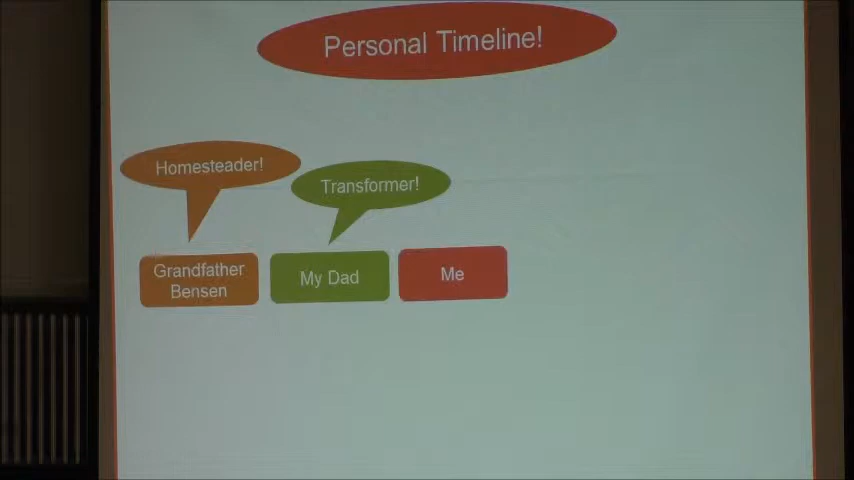 Personal Timeline!
Homesteader!
Transformer!
Grandfather
Bensen
My Dad
Me